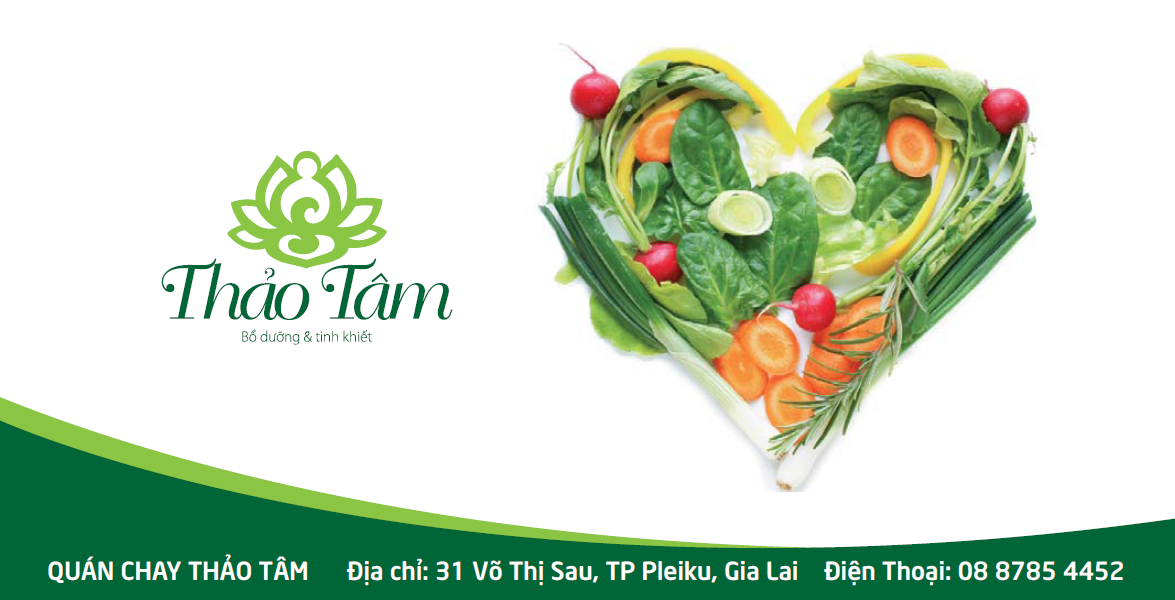 Thảo Tâm
Bổ dưỡng & tinh khiết
QUÁN CHAY THẢO TÂM Địa chỉ: 31 Võ Thị Sau, TP Pleiku, Gia Lai Điện Thoại: 08 8785 4452